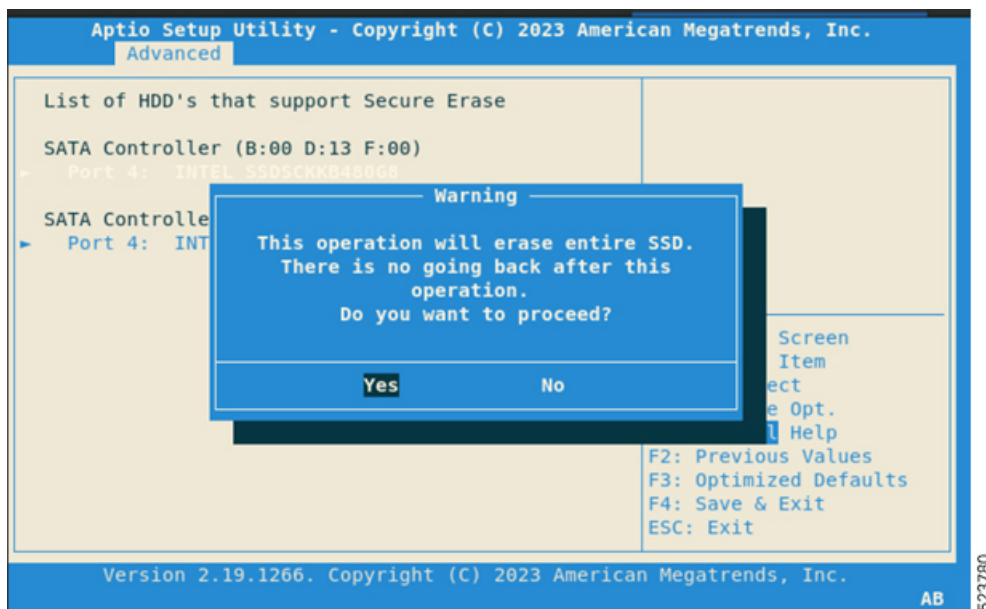 Aptio Setup Utility - Copyright (C) 2023 American Megatrends, Inc.
Advanced
List of HDD's that support Secure Erase
SATA Controller (B:00 D:13 F:00)
► Port 4: INTEL SSDSCKKB480G8
SATA Controlle
► Port 4: INT
Warning
This operation will erase entire SSD.
There is no going back after this
operation.
Do you want to proceed?
Yes No
Screen
Item
ect
e Opt.
l Help
F2: Previous Values
F3: Optimized Defaults
F4: Save & Exit
ESC: Exit
Version 2.19.1266. Copyright (C) 2023 American Megatrends, Inc.
AB
523780